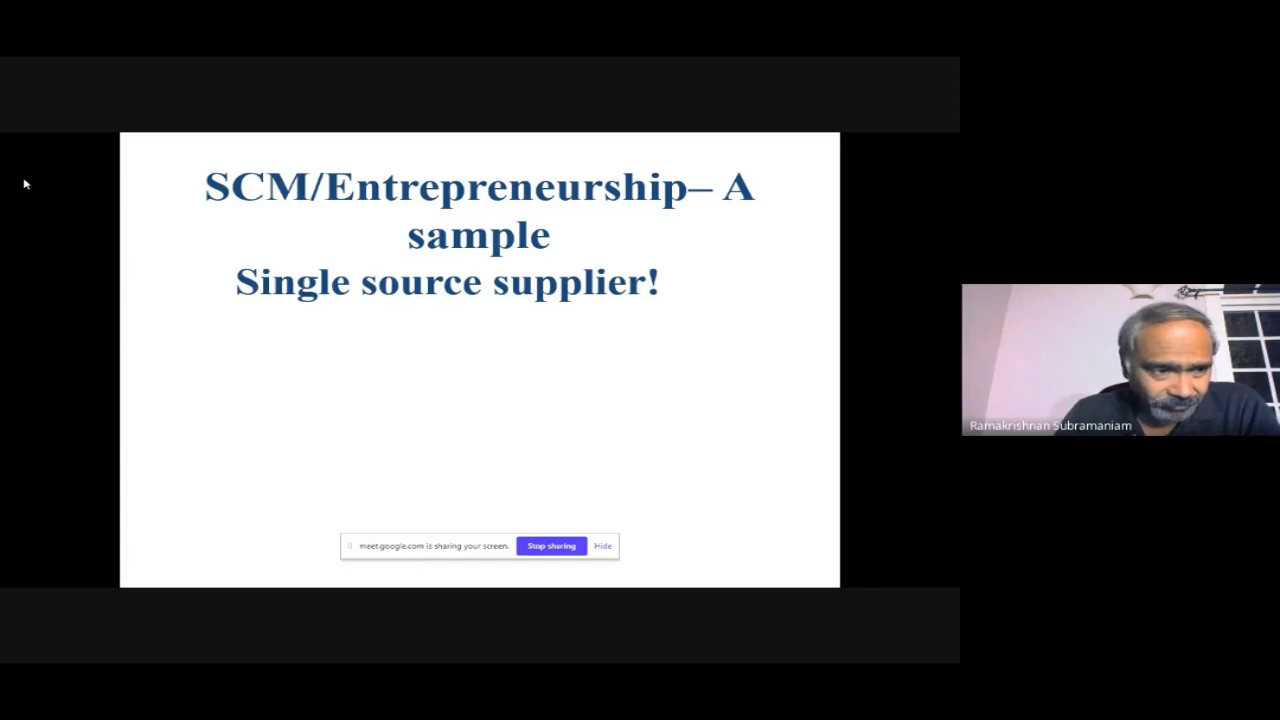 SCM/Entrepreneurship– A
sample
Single source supplier!
meet.google.com is sharing your screen.
Stop sharing
Hide
Ramakrishnan Subramaniam